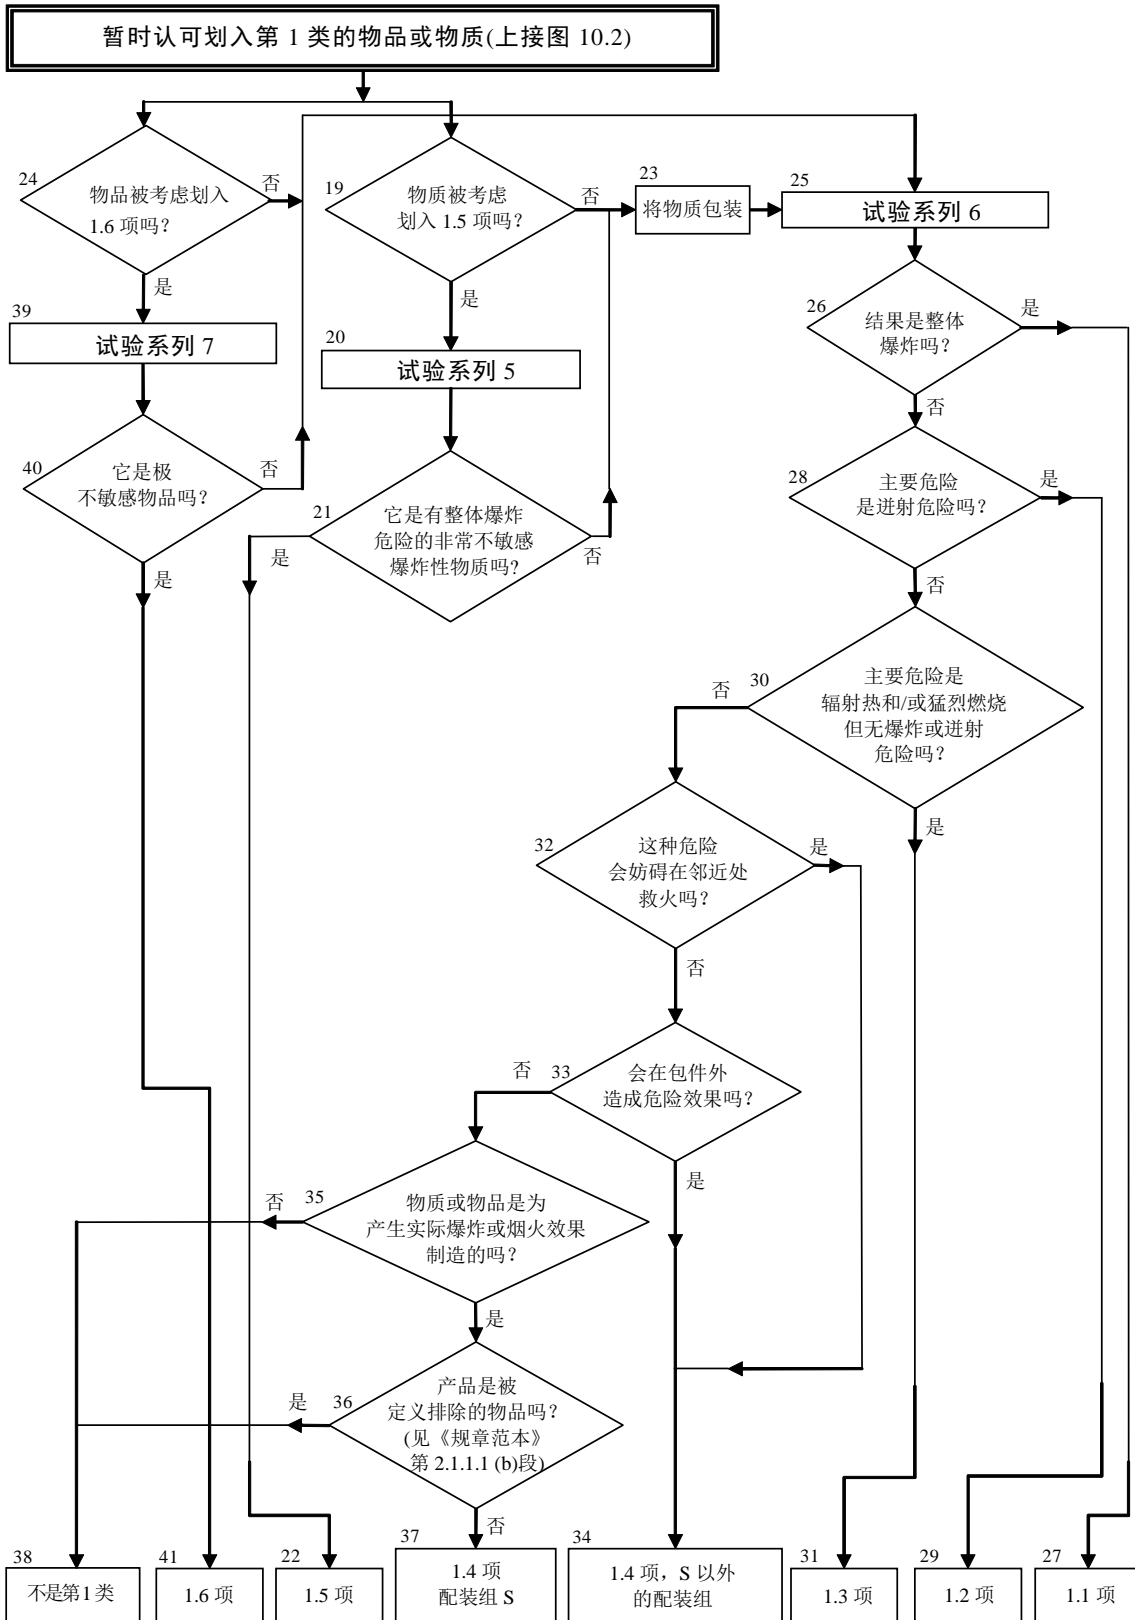 暂时认可划入第 1 类的物品或物质(上接图 10.2)
24
物品被考虑划入
1.6 项吗?
否
是
19
物质被考虑
划入 1.5 项吗?
否
是
23
将物质包装
25
试验系列 6
39
试验系列 7
20
试验系列 5
26
结果是整体
爆炸吗?
是
否
40
它是极
不敏感物品吗?
否
是
21
它是有整体爆炸
危险的非常不敏感
爆炸性物质吗?
是
否
28
主要危险
是迸射危险吗?
是
否
30
主要危险是
辐射热和/或猛烈燃烧
但无爆炸或迸射
危险吗?
否
是
32
这种危险
会妨碍在邻近处
救火吗?
是
否
33
会在包件外
造成危险效果吗?
否
是
35
物质或物品是为
产生实际爆炸或烟火效果
制造的吗?
否
是
36
产品是被
定义排除的物品吗?
(见《规章范本》
第 2.1.1.1 (b)段)
是
否
38
不是第 1 类
41
1.6 项
22
1.5 项
37
1.4 项
配装组 S
34
1.4 项，S 以外
的配装组
31
1.3 项
29
1.2 项
27
1.1 项